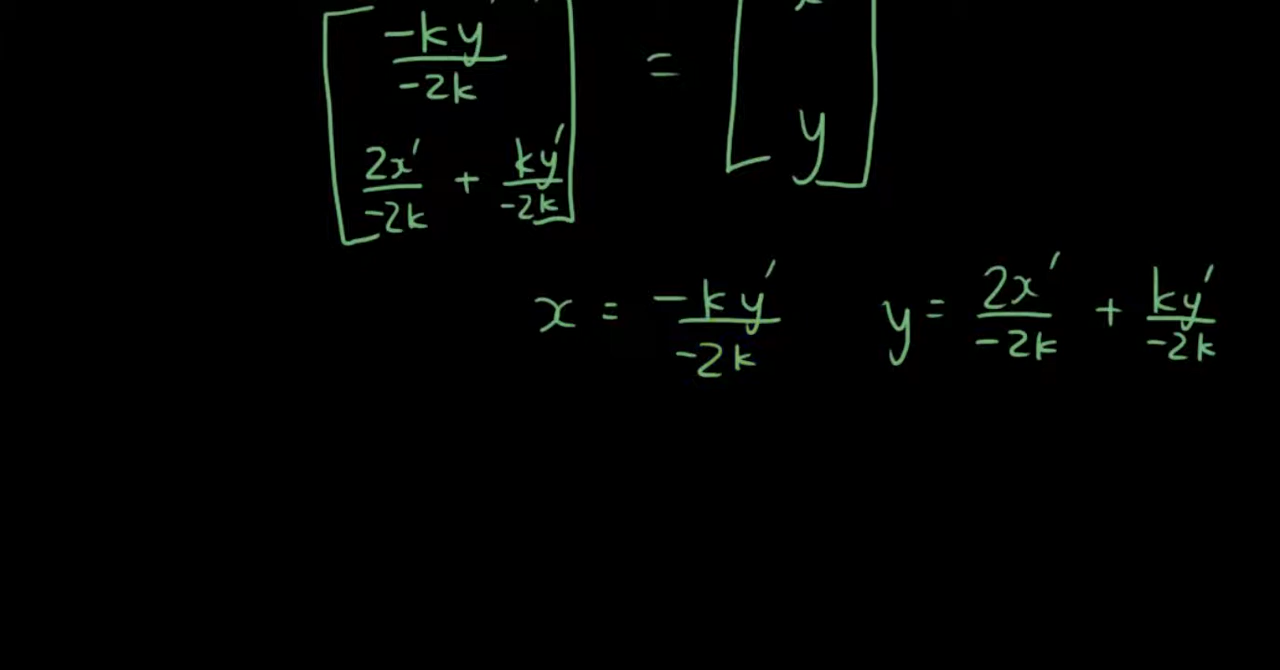 [ -ky' / -2k ] = [ x ]
[ 2x' / -2k + ky' / -2k ] [ y ]
x = -ky' / -2k   y = 2x' / -2k + ky' / -2k